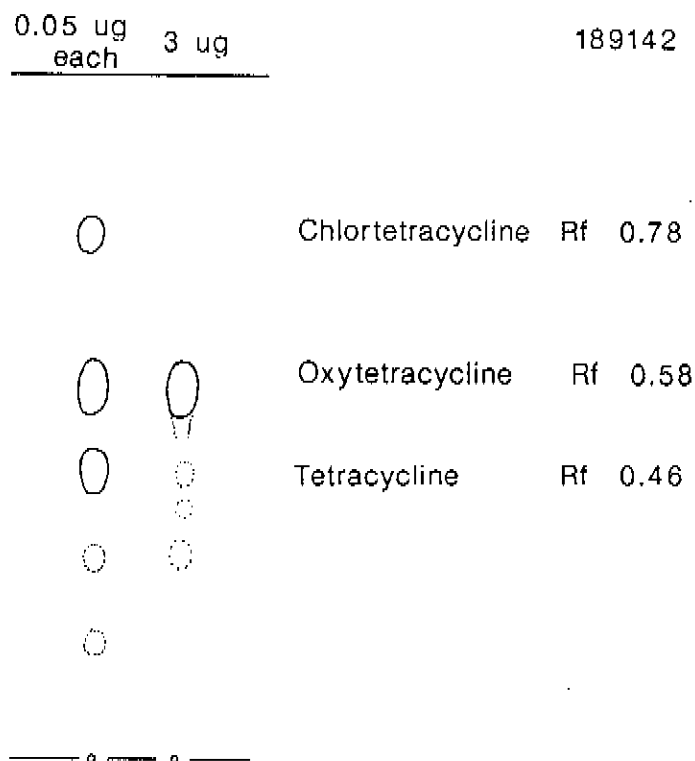 0.05 ug each 3 ug 189142
Chlortetracycline Rf 0.78
Oxytetracycline Rf 0.58
Tetracycline Rf 0.46